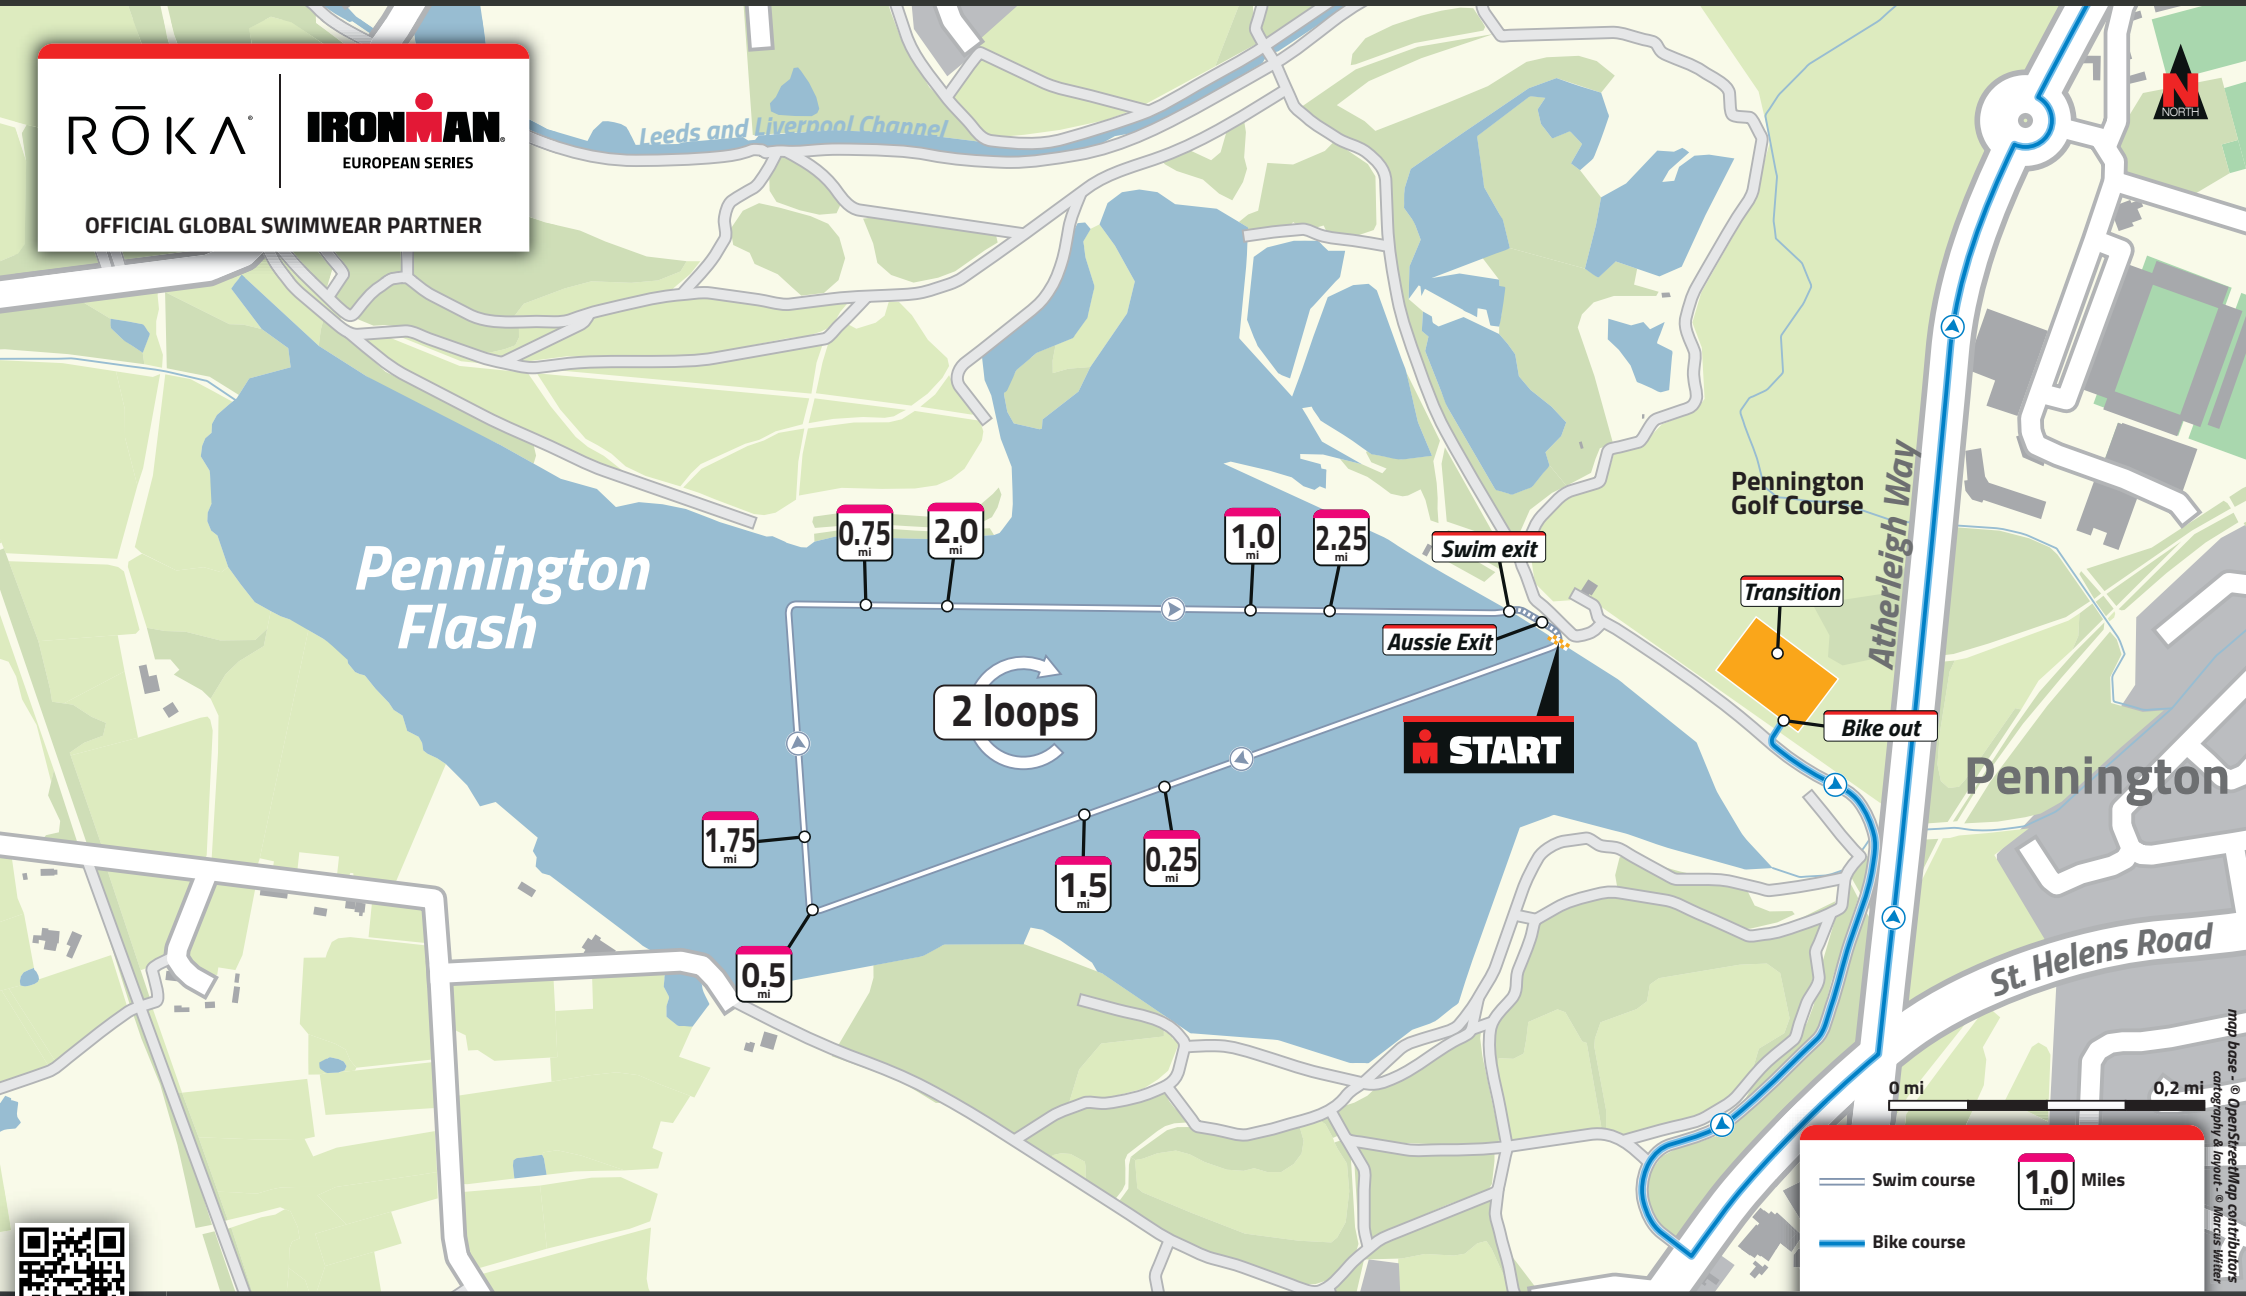 RŌKA
IRONMAN
EUROPEAN SERIES
OFFICIAL GLOBAL SWIMWEAR PARTNER
Leeds and Liverpool Channel
N
NORTH
Pennington
Flash
0.75
mi
2.0
mi
1.0
mi
2.25
mi
Swim exit
Aussie Exit
Pennington
Golf Course
Atherleigh Way
Transition
Bike out
2 loops
START
Pennington
1.75
mi
1.5
mi
0.25
mi
0.5
mi
St. Helens Road
0 mi
0,2 mi
Swim course
1.0
mi
Miles
Bike course
map base - © OpenStreetMap contributors
cartography & layout - © Marcus Witter